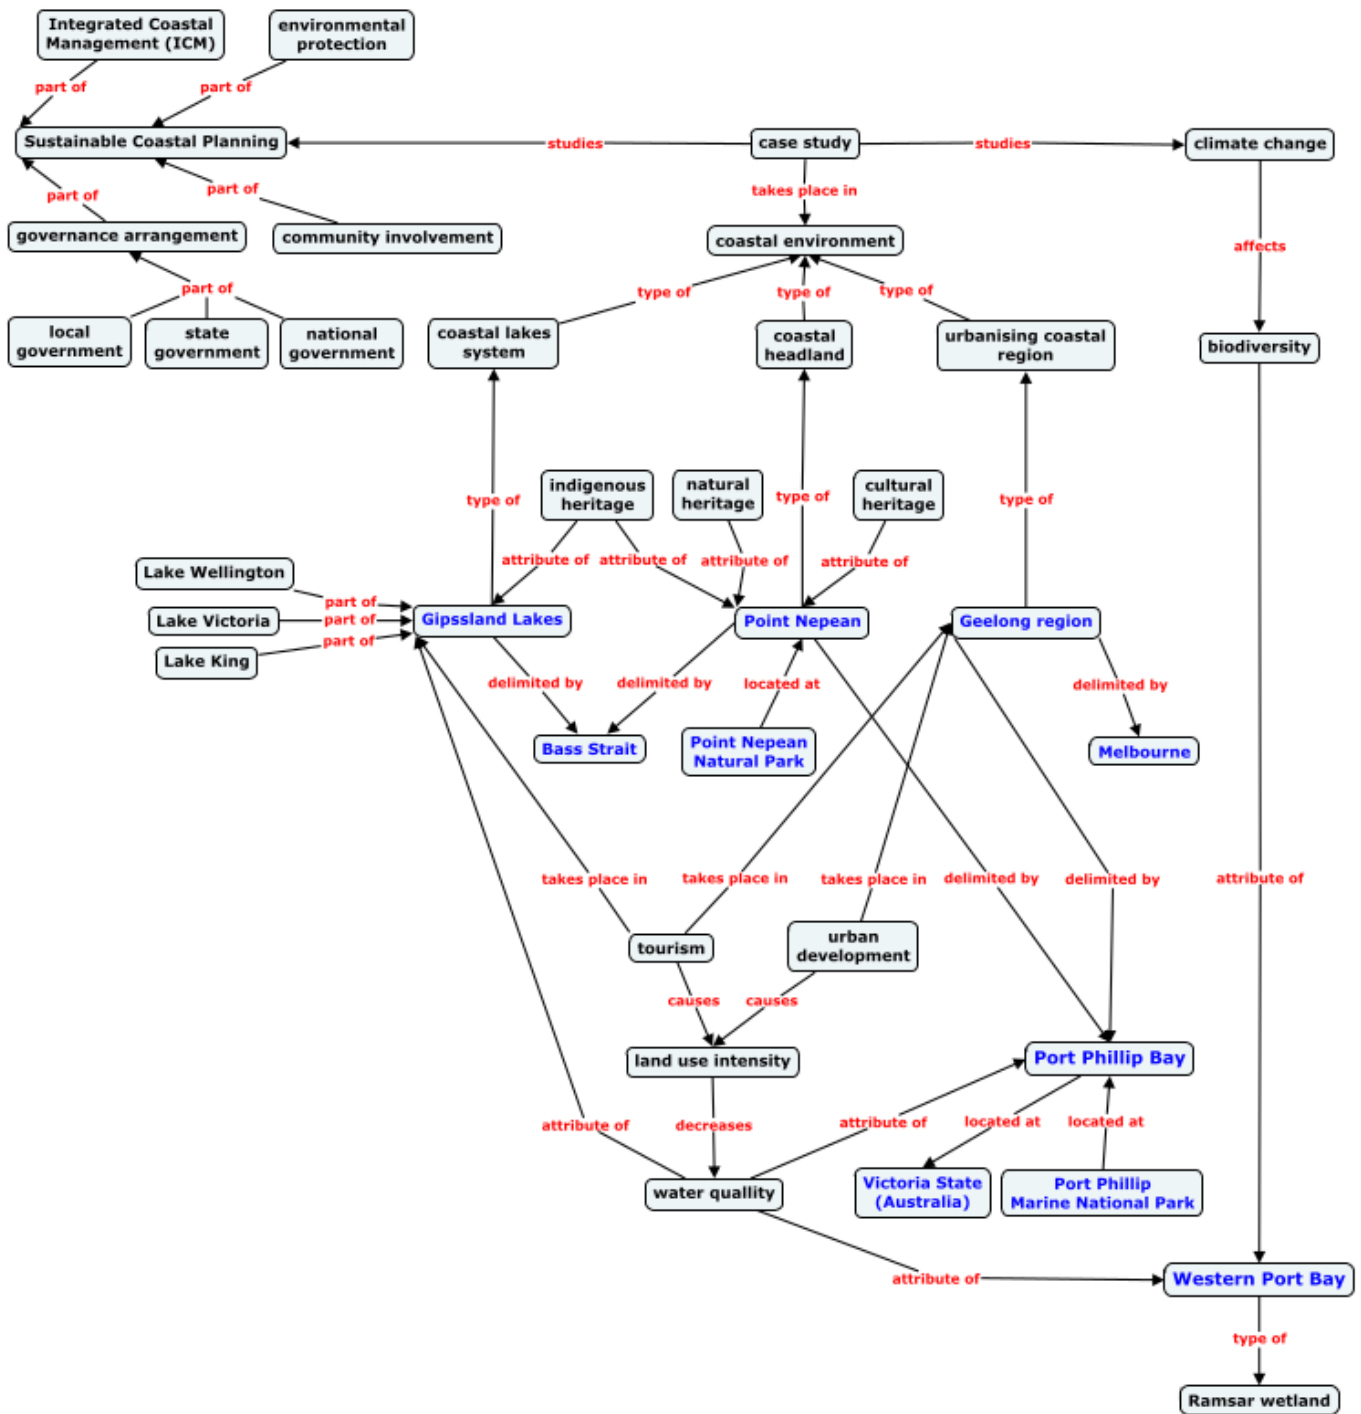 Integrated Coastal
Management (ICM)
environmental
protection
part of
part of
Sustainable Coastal Planning
studies
case study
studies
climate change
part of
part of
takes place in
governance arrangement
community involvement
coastal environment
affects
part of
type of
type of
type of
local
government
state
government
national
government
coastal lakes
system
coastal
headland
urbanising coastal
region
biodiversity
indigenous
heritage
natural
heritage
cultural
heritage
type of
type of
type of
attribute of
attribute of
attribute of
attribute of
Lake Wellington
part of
Lake Victoria
part of
Gipssland Lakes
Point Nepean
Geelong region
Lake King
part of
delimited by
delimited by
located at
delimited by
Bass Strait
Point Nepean
Natural Park
Melbourne
takes place in
takes place in
takes place in
delimited by
delimited by
attribute of
tourism
urban
development
causes
causes
land use intensity
Port Phillip Bay
attribute of
decreases
attribute of
located at
located at
water quallity
Victoria State
(Australia)
Port Phillip
Marine National Park
attribute of
Western Port Bay
type of
Ramsar wetland